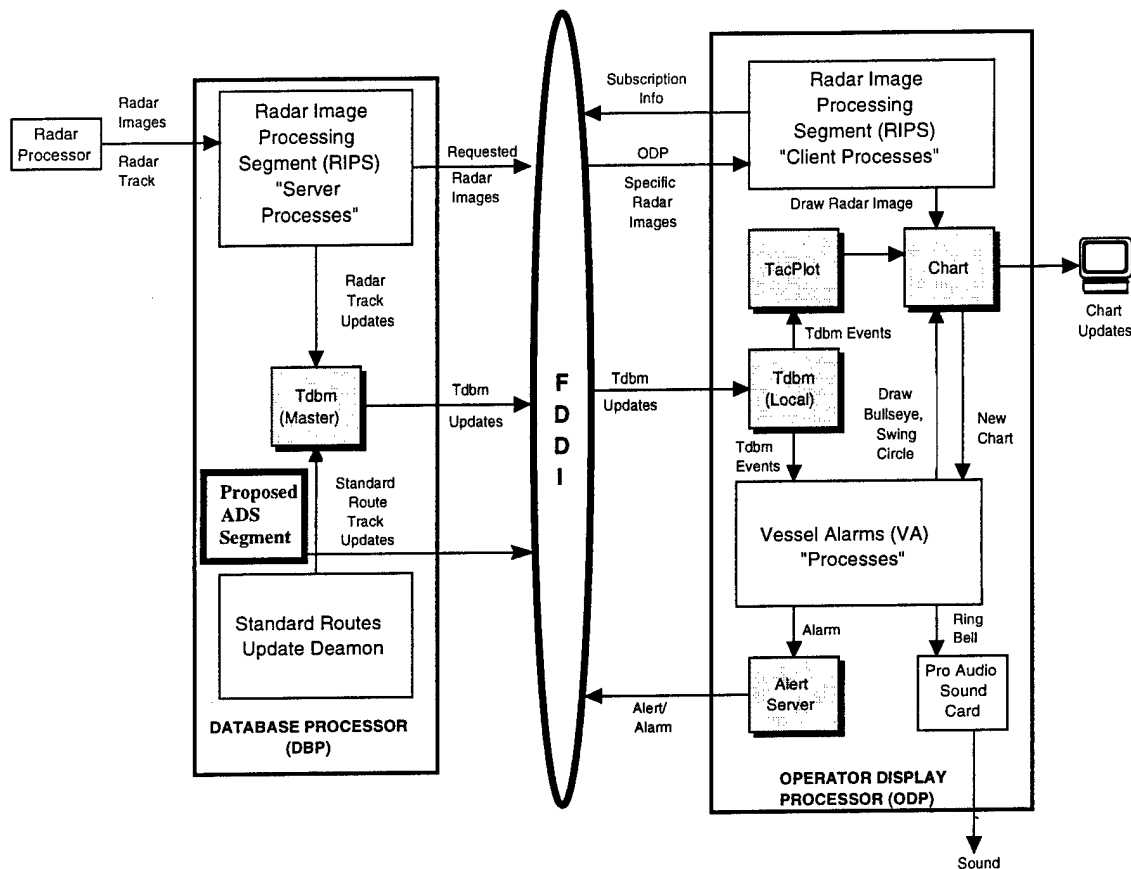 Radar
Processor
Radar
Images
Radar
Track
Radar Image
Processing
Segment (RIPS)
"Server
Processes"
Requested
Radar
Images
Radar
Track
Updates
Tdbm
(Master)
Tdbm
Updates
Proposed
ADS
Segment
Standard
Route
Track
Updates
Standard Routes
Update Deamon
DATABASE PROCESSOR
(DBP)
F
D
D
I
Subscription
Info
ODP
Specific
Radar
Images
Tdbm
Updates
Alert/
Alarm
Radar Image
Processing
Segment (RIPS)
"Client Processes"
Draw Radar Image
TacPlot
Chart
Chart
Updates
Tdbm Events
Tdbm
(Local)
Tdbm
Events
Draw
Bullseye,
Swing
Circle
New
Chart
Vessel Alarms (VA)
"Processes"
Alarm
Ring
Bell
Alert
Server
Pro Audio
Sound
Card
OPERATOR DISPLAY
PROCESSOR (ODP)
Sound